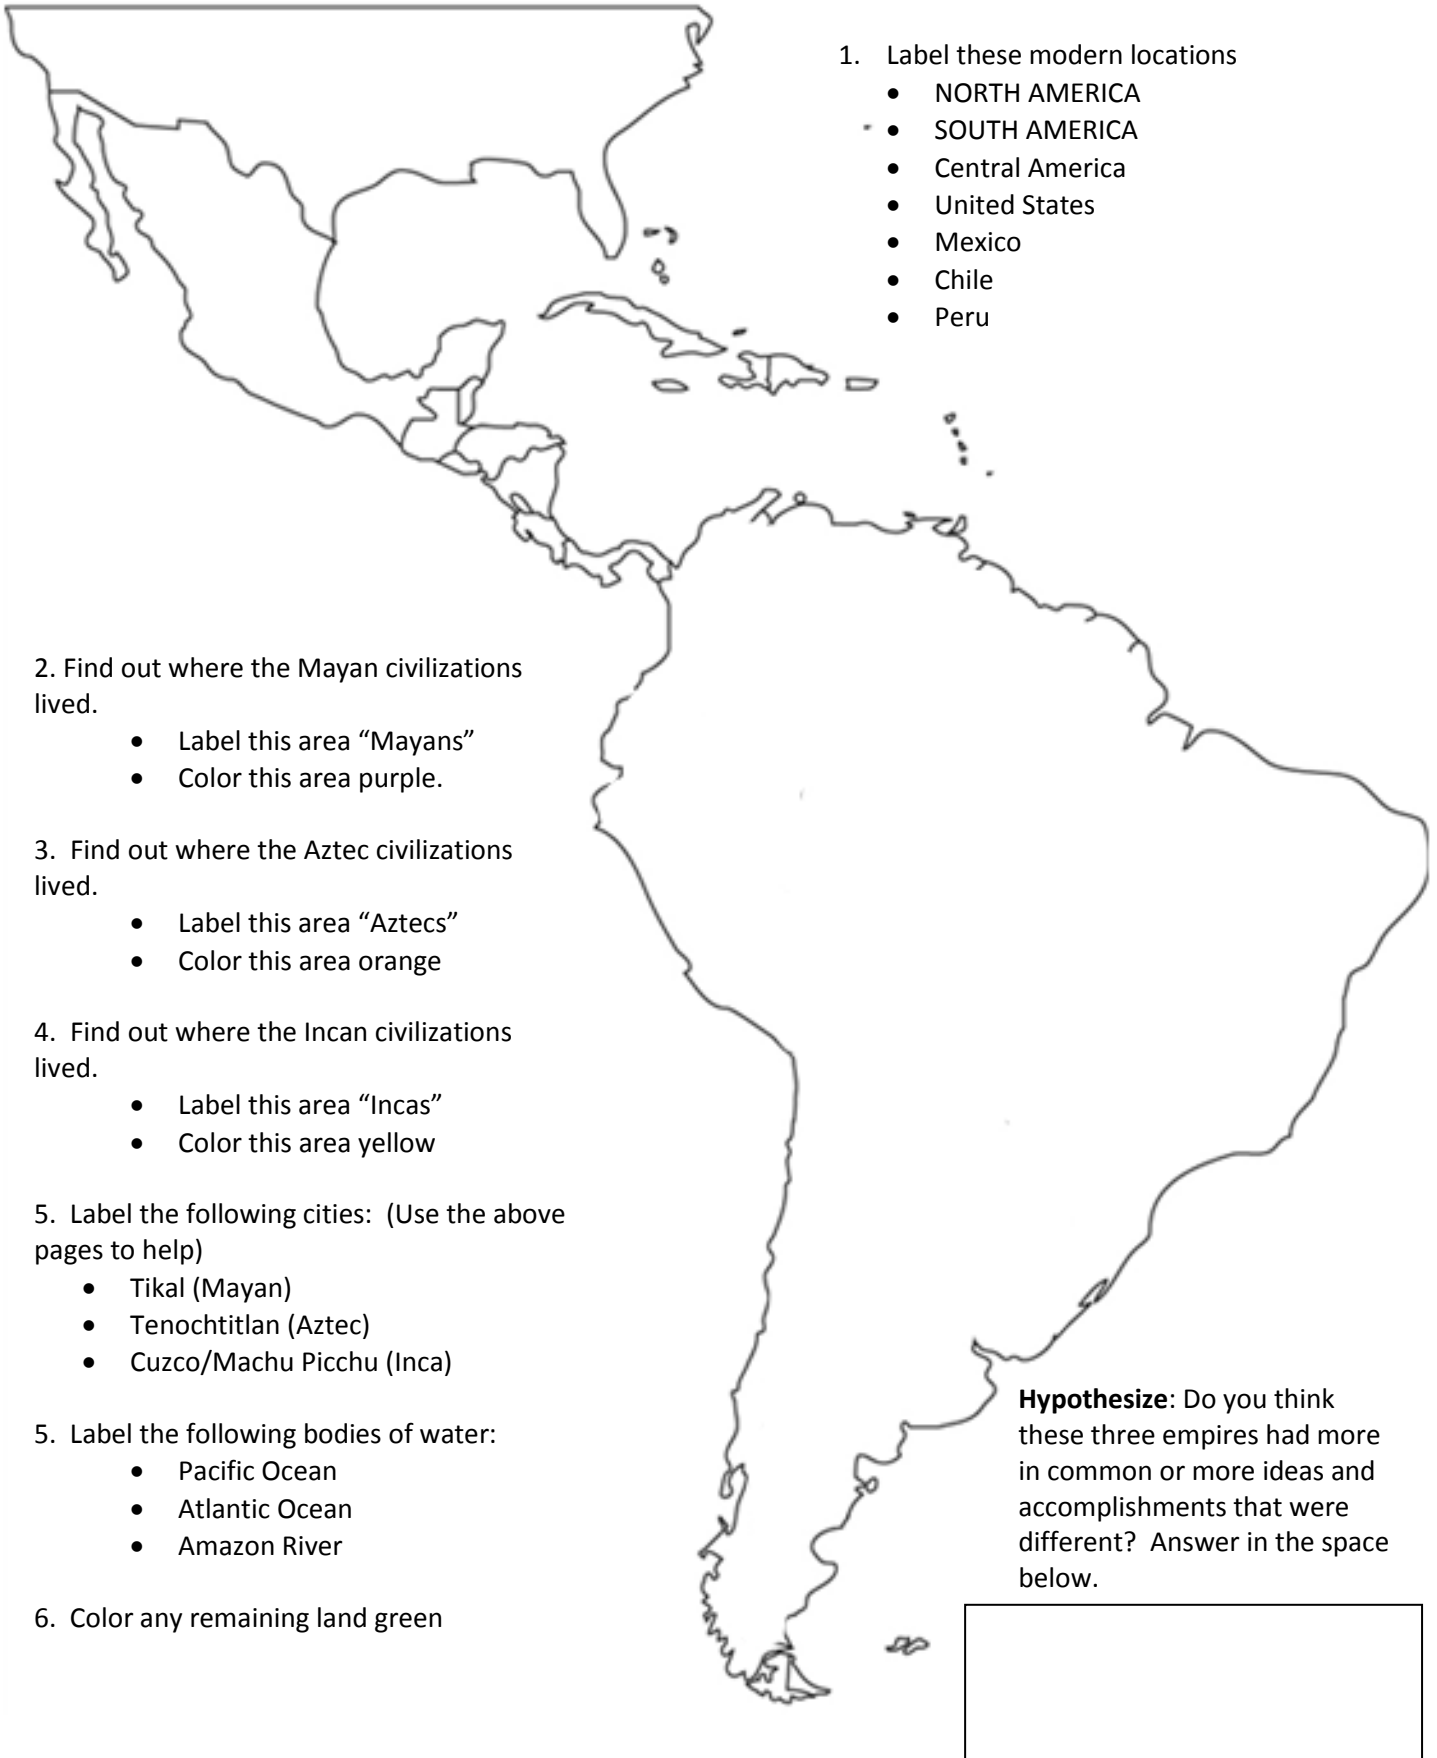 1. Label these modern locations
• NORTH AMERICA
• SOUTH AMERICA
• Central America
• United States
• Mexico
• Chile
• Peru
2. Find out where the Mayan civilizations
lived.
• Label this area “Mayans”
• Color this area purple.
3. Find out where the Aztec civilizations
lived.
• Label this area “Aztecs”
• Color this area orange
4. Find out where the Incan civilizations
lived.
• Label this area “Incas”
• Color this area yellow
5. Label the following cities: (Use the above
pages to help)
• Tikal (Mayan)
• Tenochtitlan (Aztec)
• Cuzco/Machu Picchu (Inca)
5. Label the following bodies of water:
• Pacific Ocean
• Atlantic Ocean
• Amazon River
6. Color any remaining land green
Hypothesize: Do you think
these three empires had more
in common or more ideas and
accomplishments that were
different? Answer in the space
below.